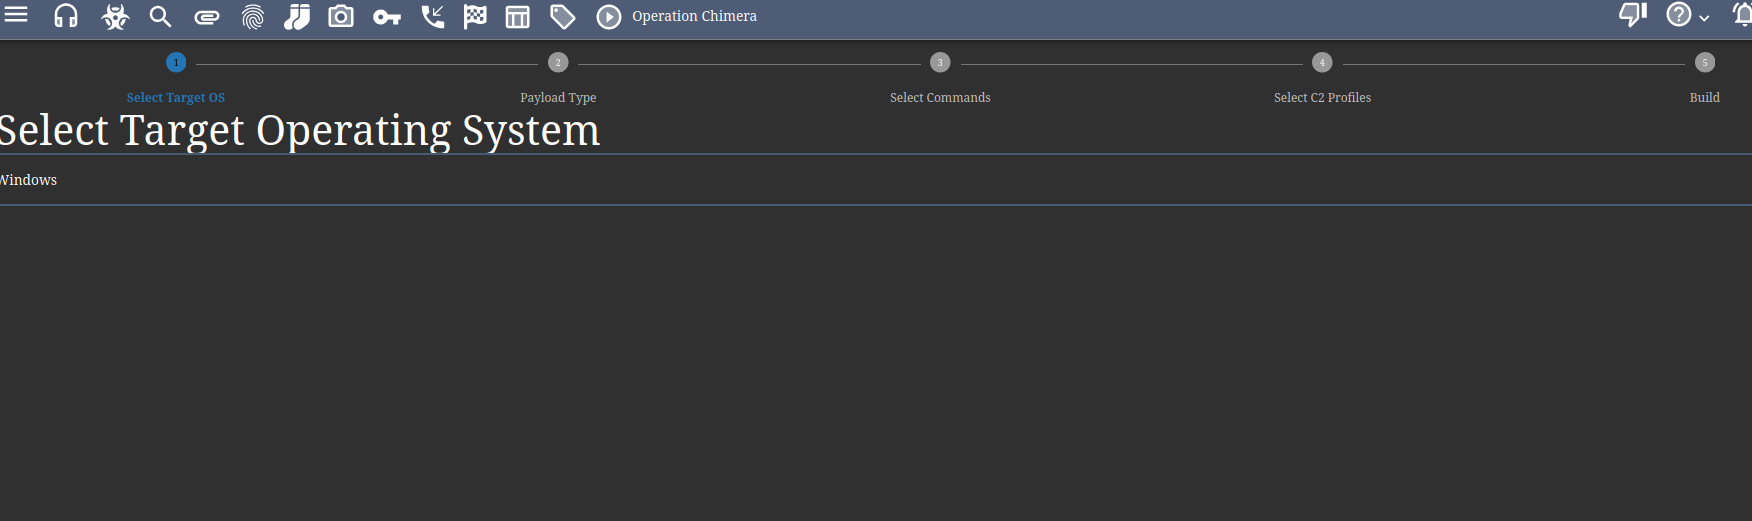 Operation Chimera
1
2
3
4
5
Select Target OS
Payload Type
Select Commands
Select C2 Profiles
Build
Select Target Operating System
Windows